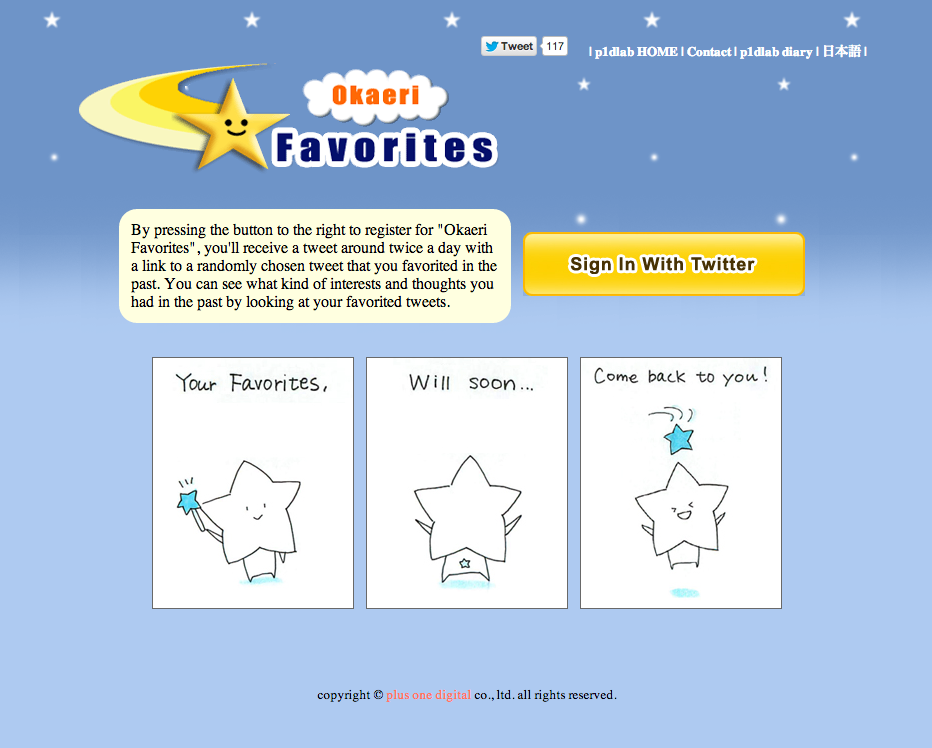 Tweet 117
| p1dlab HOME | Contact | p1dlab diary | 日本語 |
Okaeri
Favorites
By pressing the button to the right to register for "Okaeri
Favorites", you'll receive a tweet around twice a day with
a link to a randomly chosen tweet that you favorited in the
past. You can see what kind of interests and thoughts you
had in the past by looking at your favorited tweets.
Sign In With Twitter
Your Favorites,
Will soon...
Come back to you!
copyright © plus one digital co., ltd. all rights reserved.